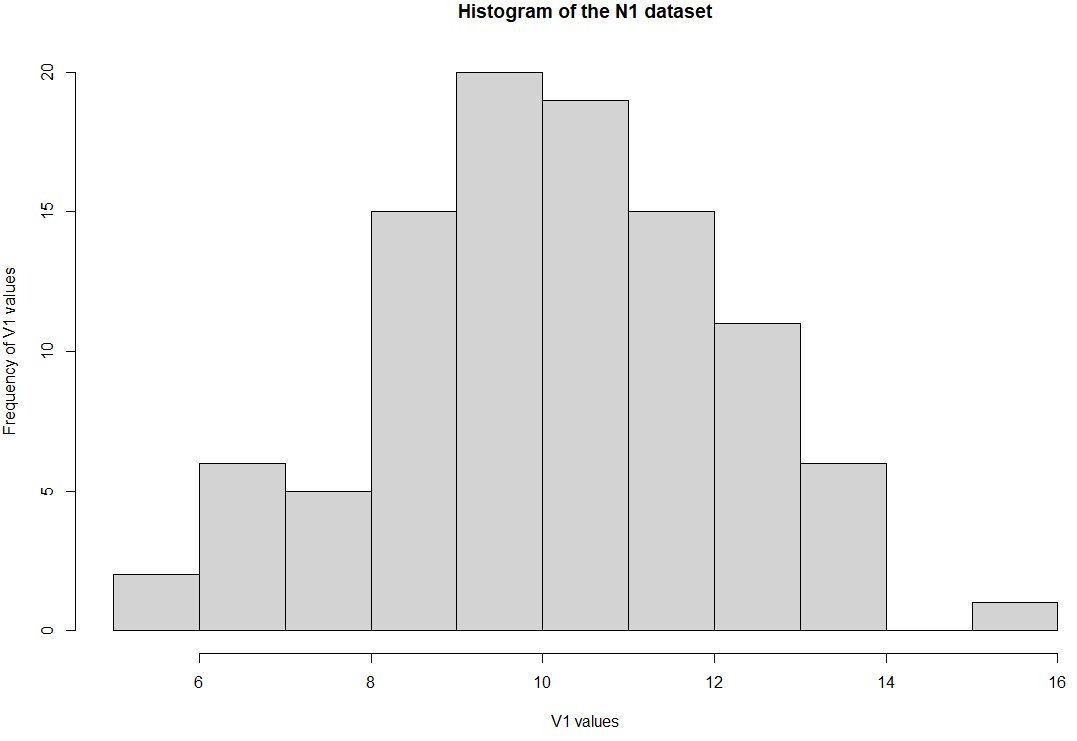 Histogram of the N1 dataset
Frequency of V1 values
20
15
10
5
0
6 8 10 12 14 16
V1 values